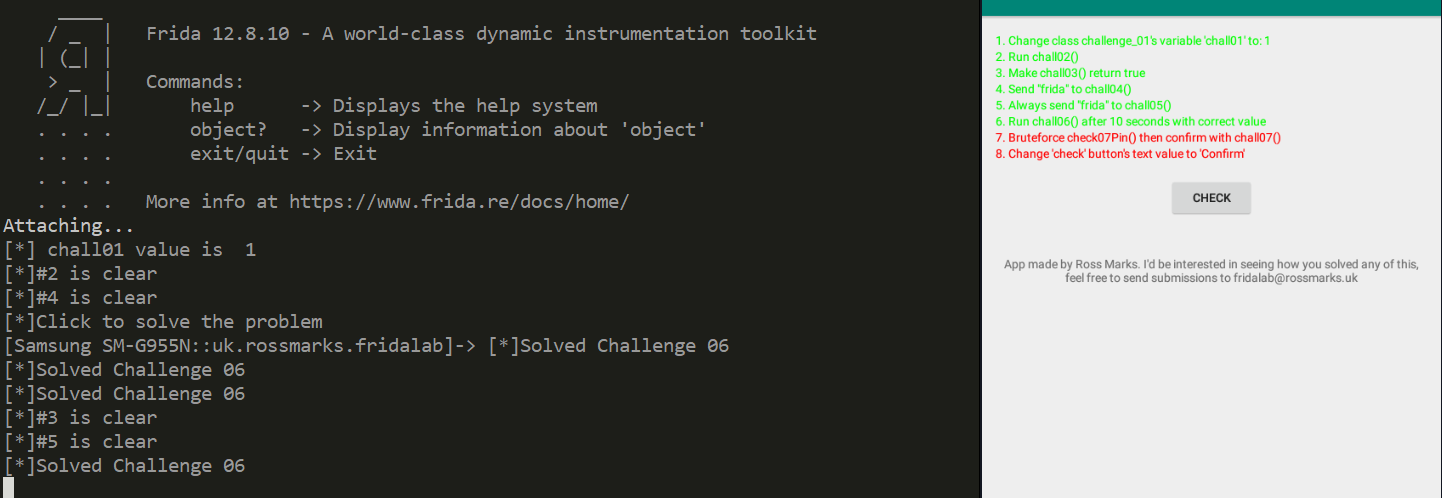 Frida 12.8.10 - A world-class dynamic instrumentation toolkit
Commands:
help -> Displays the help system
object? -> Display information about 'object'
exit/quit -> Exit
More info at https://www.frida.re/docs/home/
Attaching...
[*] chall01 value is 1
[*]#2 is clear
[*]#4 is clear
[*]Click to solve the problem
[Samsung SM-G955N::uk.rossmarks.fridalab]-> [*]Solved Challenge 06
[*]Solved Challenge 06
[*]Solved Challenge 06
[*]#3 is clear
[*]#5 is clear
[*]Solved Challenge 06
1. Change class challenge_01's variable 'chall01' to: 1
2. Run chall02()
3. Make chall03() return true
4. Send "frida" to chall04()
5. Always send "frida" to chall05()
6. Run chall06() after 10 seconds with correct value
7. Bruteforce check07Pin() then confirm with chall07()
8. Change 'check' button's text value to 'Confirm'
CHECK
App made by Ross Marks. I'd be interested in seeing how you solved any of this,
feel free to send submissions to fridalab@rossmarks.uk